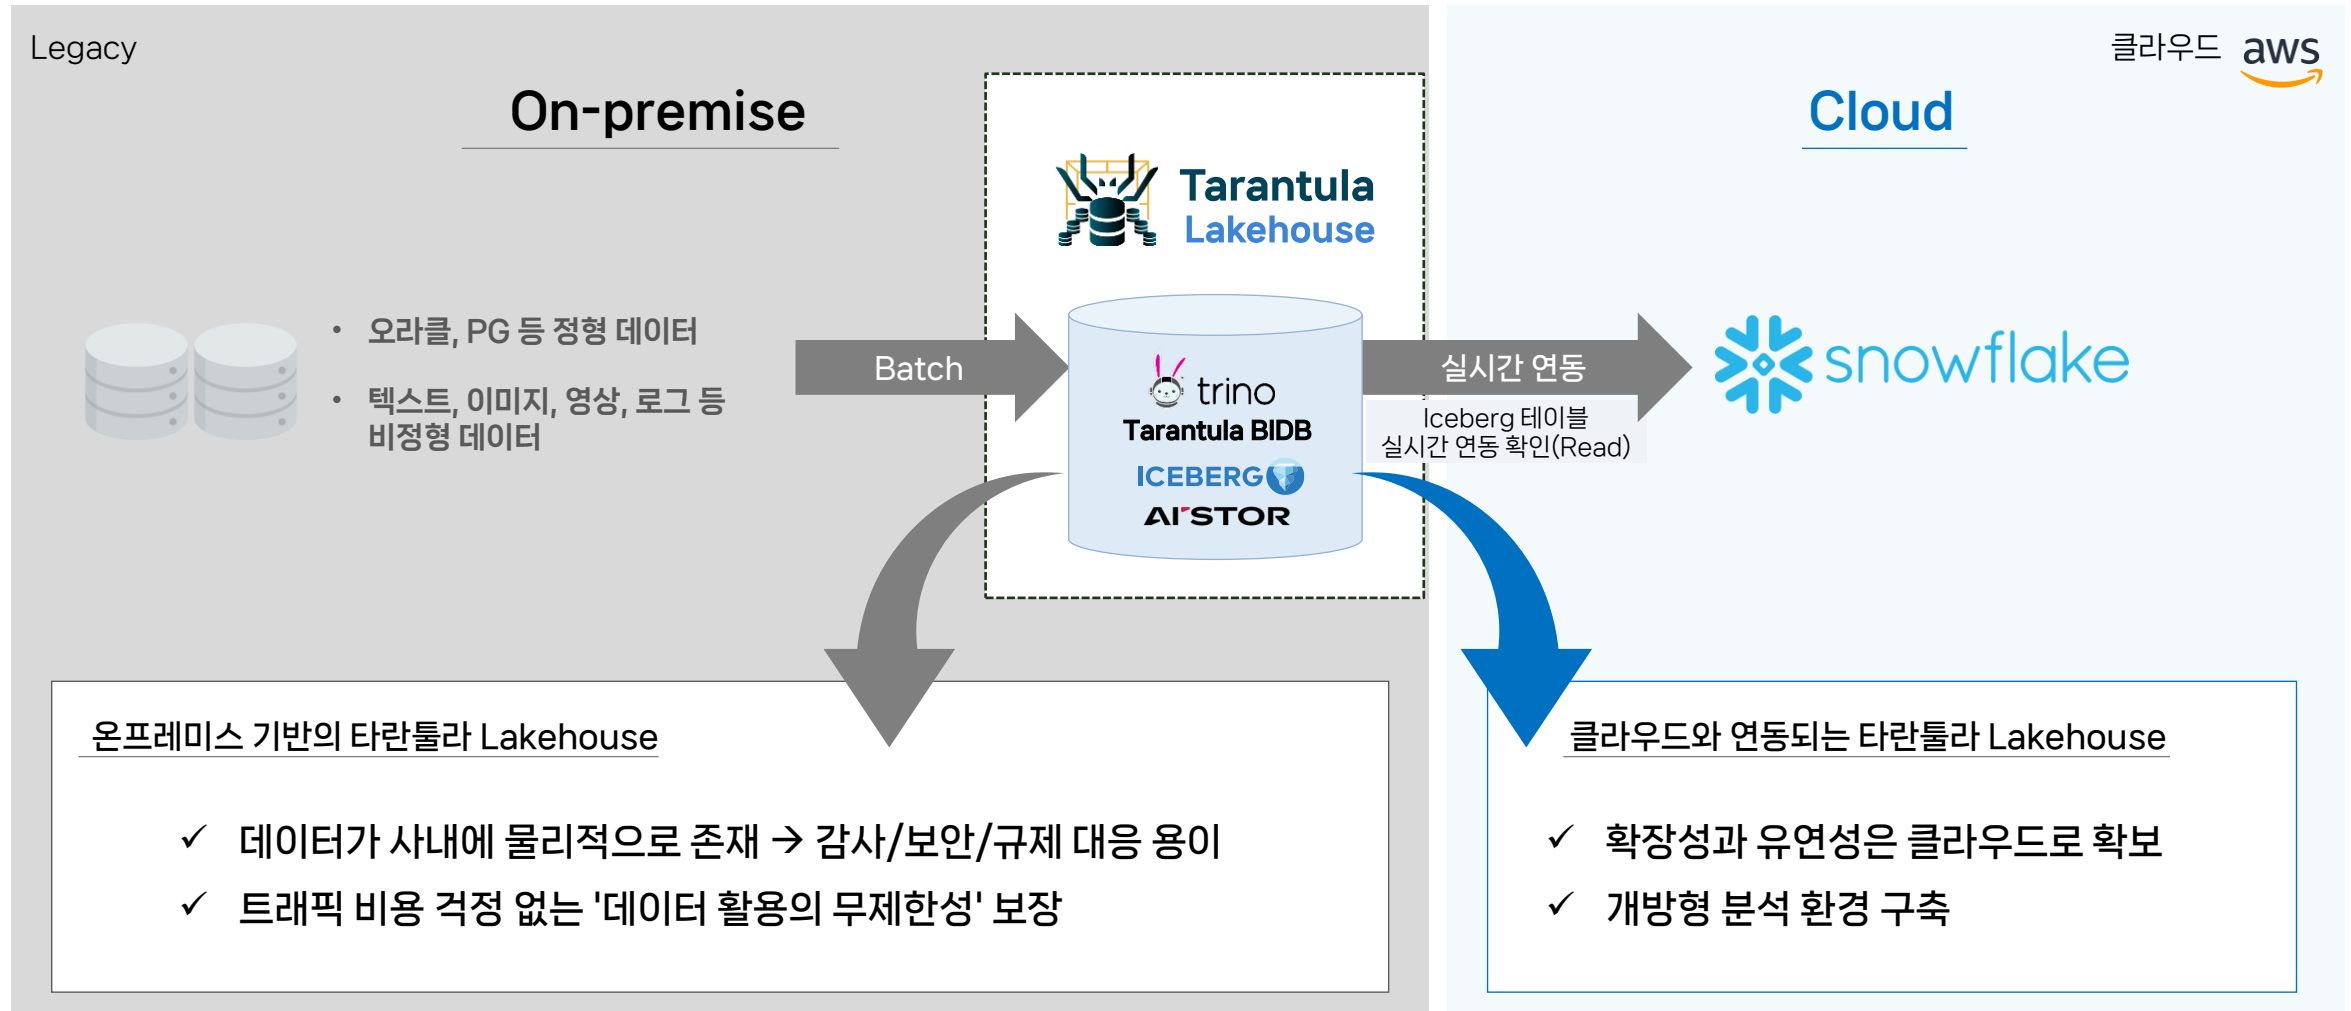 Legacy
클라우드 aws
On-premise
Cloud
Tarantula
Lakehouse
• 오라클, PG 등 정형 데이터
• 텍스트, 이미지, 영상, 로그 등
비정형 데이터
Batch
trino
Tarantula BIDB
ICEBERG
AISTOR
실시간 연동
Iceberg 테이블
실시간 연동 확인(Read)
snowflake
온프레미스 기반의 타란툴라 Lakehouse
✓ 데이터가 사내에 물리적으로 존재 → 감사/보안/규제 대응 용이
✓ 트래픽 비용 걱정 없는 '데이터 활용의 무제한성' 보장
클라우드와 연동되는 타란툴라 Lakehouse
✓ 확장성과 유연성은 클라우드로 확보
✓ 개방형 분석 환경 구축